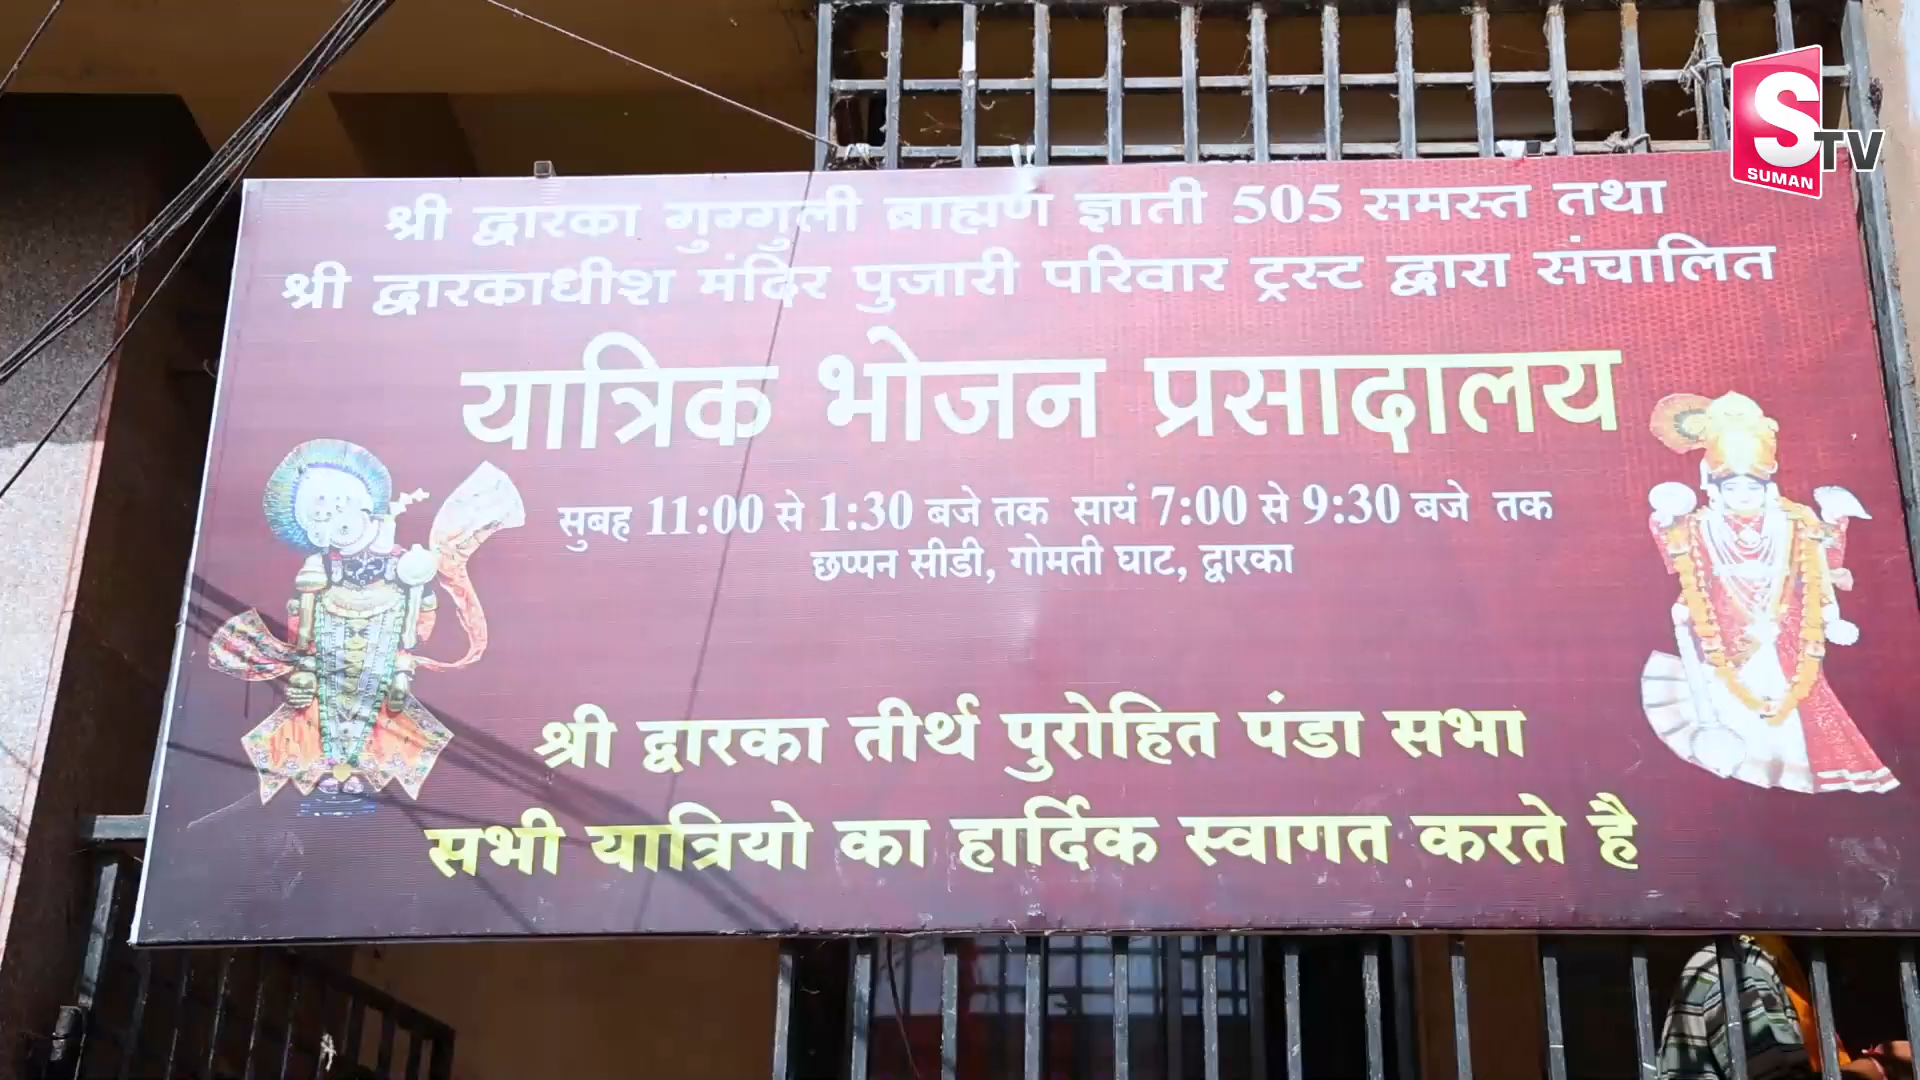 श्री द्वारका गुग्गुली ब्राह्मण ज्ञाती 505 समस्त तथा
श्री द्वारकाधीश मंदिर पुजारी परिवार ट्रस्ट द्वारा संचालित
यात्रिक भोजन प्रसादालय
सुबह 11:00 से 1:30 बजे तक सायं 7:00 से 9:30 बजे तक
छप्पन सीडी, गोमती घाट, द्वारका
श्री द्वारका तीर्थ पुरोहित पंडा सभा
सभी यात्रियो का हार्दिक स्वागत करते है
S TV
SUMAN